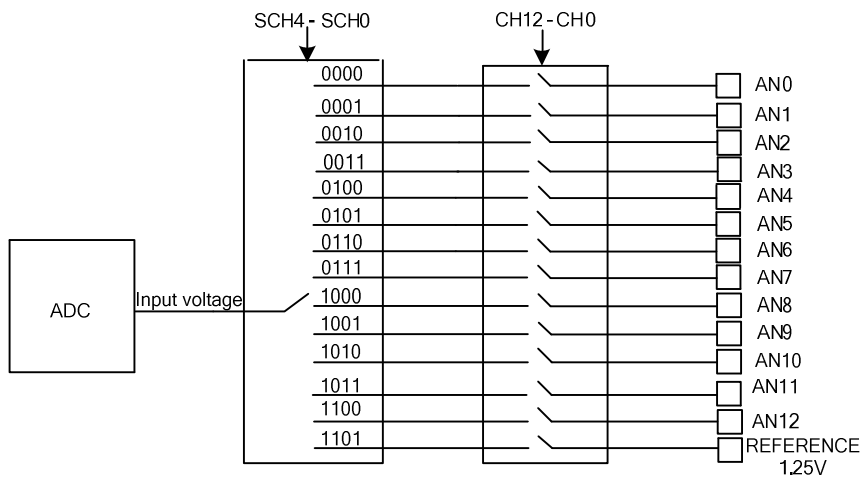 SCH4 - SCH0 CH12 - CH0
0000 AN0
0001 AN1
0010 AN2
0011 AN3
0100 AN4
0101 AN5
0110 AN6
0111 AN7
ADC Input voltage 1000 AN8
1001 AN9
1010 AN10
1011 AN11
1100 AN12
1101 REFERENCE
1.25V